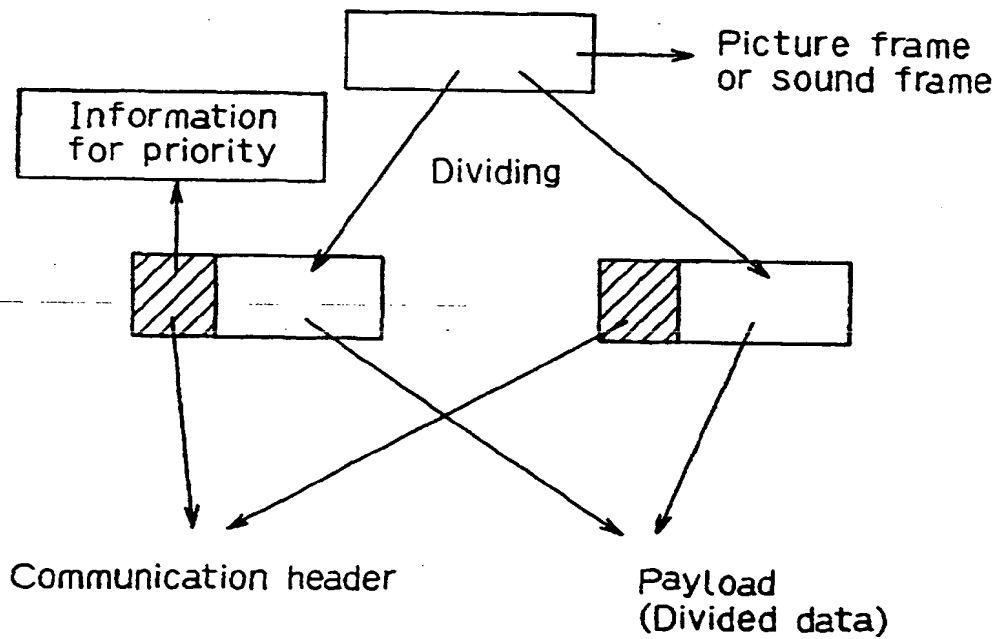 Picture frame
or sound frame
Information
for priority
Dividing
Communication header
Payload
(Divided data)